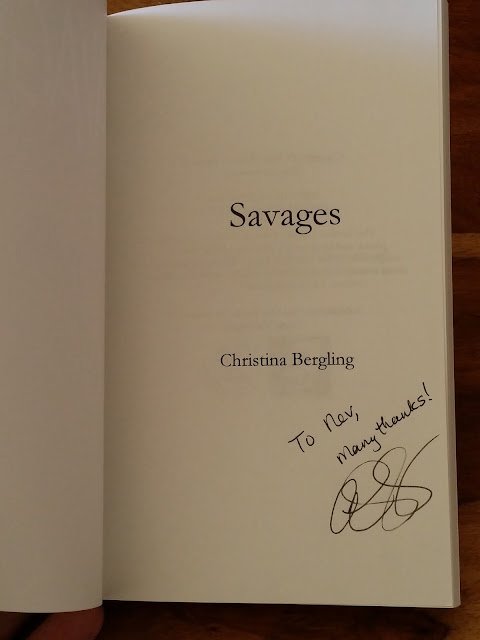 Savages
Christina Bergling
To Nev,
Many thanks!